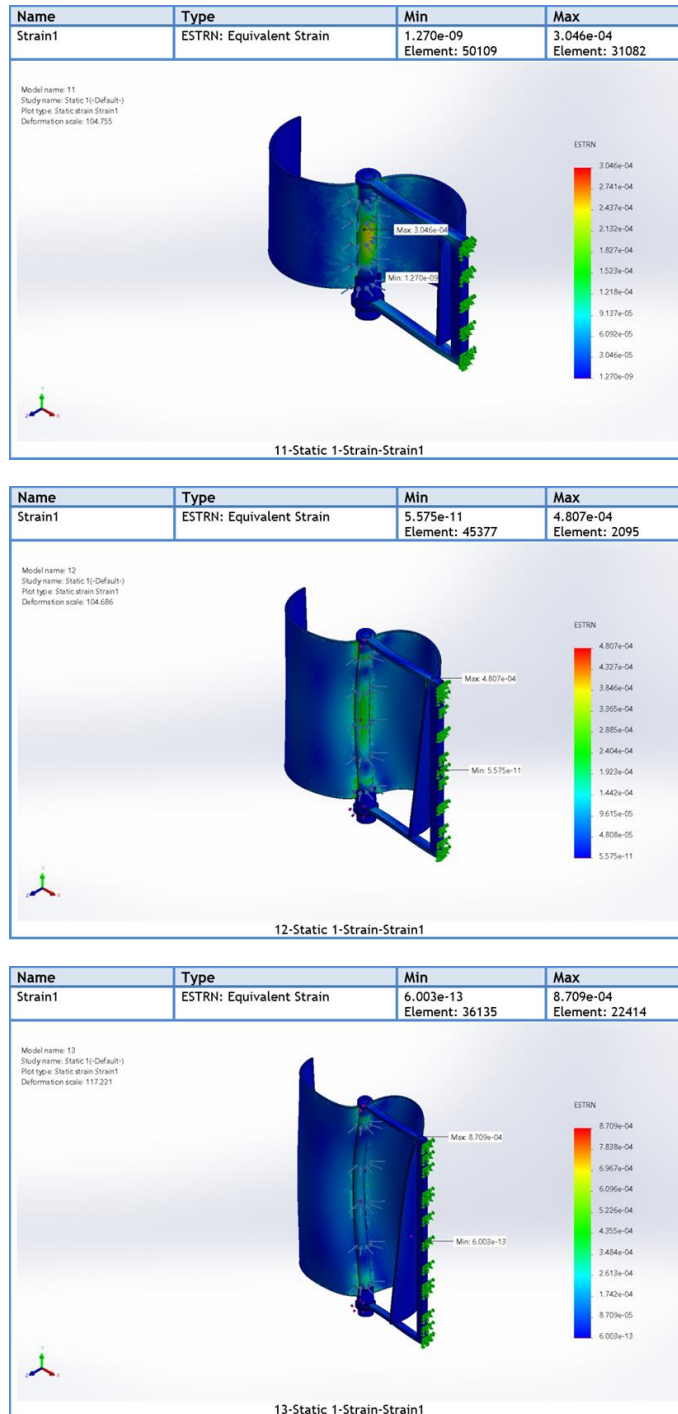 Name Type Min Max
Strain1 ESTRN: Equivalent Strain 1.270e-09 3.046e-04
Element: 50109 Element: 31082
Model name: 11
Study name: Static 1(-Default-)
Plot type: Static strain Strain1
Deformation scale: 104.755
ESTRN
3.046e-04
2.741e-04
2.437e-04
2.132e-04
1.827e-04
1.523e-04
1.218e-04
9.137e-05
6.092e-05
3.046e-05
1.270e-09
Max: 3.046e-04
Min: 1.270e-09
Y
Z X
11-Static 1-Strain-Strain1
Name Type Min Max
Strain1 ESTRN: Equivalent Strain 5.575e-11 4.807e-04
Element: 45377 Element: 2095
Model name: 12
Study name: Static 1(-Default-)
Plot type: Static strain Strain1
Deformation scale: 104.686
ESTRN
4.807e-04
4.327e-04
3.846e-04
3.365e-04
2.885e-04
2.404e-04
1.923e-04
1.442e-04
9.615e-05
4.808e-05
5.575e-11
Max: 4.807e-04
Min: 5.575e-11
Y
Z X
12-Static 1-Strain-Strain1
Name Type Min Max
Strain1 ESTRN: Equivalent Strain 6.003e-13 8.709e-04
Element: 36135 Element: 22414
Model name: 13
Study name: Static 1(-Default-)
Plot type: Static strain Strain1
Deformation scale: 117.221
ESTRN
8.709e-04
7.838e-04
6.967e-04
6.096e-04
5.226e-04
4.355e-04
3.484e-04
2.613e-04
1.742e-04
8.709e-05
6.003e-13
Max: 8.709e-04
Min: 6.003e-13
Y
Z X
13-Static 1-Strain-Strain1